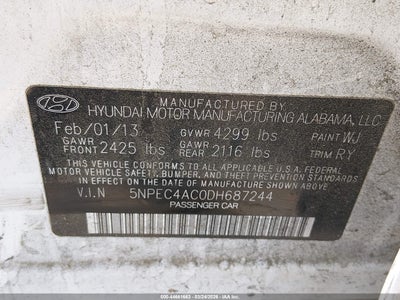 MANUFACTURED BY
HYUNDAI MOTOR MANUFACTURING ALABAMA, LLC
Feb/01/13 GVWR 4299 lbs PAINT WJ
GAWR FRONT 2425 lbs GAWR REAR 2116 lbs TRIM RY
THIS VEHICLE CONFORMS TO ALL APPLICABLE U.S. FEDERAL
MOTOR VEHICLE SAFETY, BUMPER, AND THEFT PREVENTION STANDARDS
IN EFFECT ON THE DATE OF MANUFACTURE SHOWN ABOVE.
V.I.N 5NPEC4AC0DH687244
PASSENGER CAR